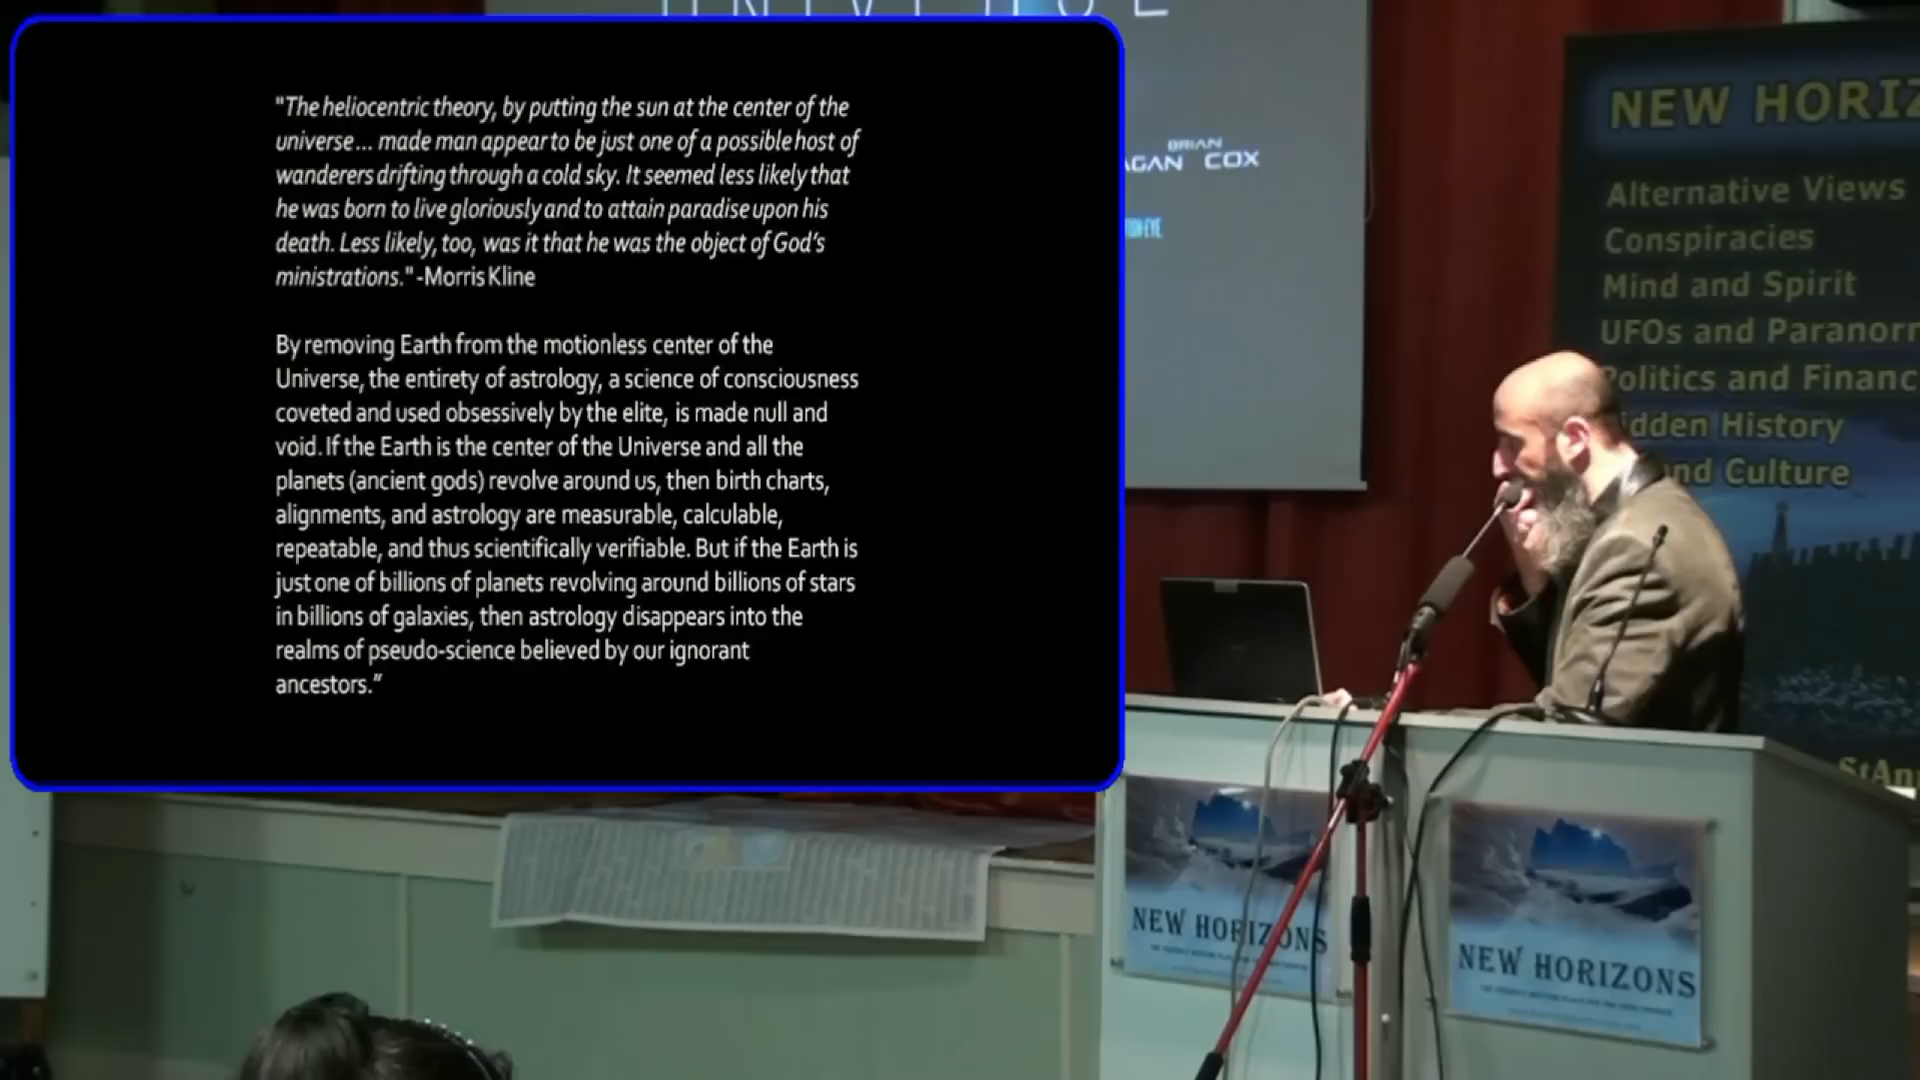 "The heliocentric theory, by putting the sun at the center of the
universe... made man appear to be just one of a possible host of
wanderers drifting through a cold sky. It seemed less likely that
he was born to live gloriously and to attain paradise upon his
death. Less likely, too, was it that he was the object of God's
ministrations." -Morris Kline
By removing Earth from the motionless center of the
Universe, the entirety of astrology, a science of consciousness
coveted and used obsessively by the elite, is made null and
void. If the Earth is the center of the Universe and all the
planets (ancient gods) revolve around us, then birth charts,
alignments, and astrology are measurable, calculable,
repeatable, and thus scientifically verifiable. But if the Earth is
just one of billions of planets revolving around billions of stars
in billions of galaxies, then astrology disappears into the
realms of pseudo-science believed by our ignorant
ancestors.”
BRIAN
AGAN COX
NEW HORIZ
Alternative Views
Conspiracies
Mind and Spirit
UFOs and Paranorm
Politics and Financ
idden History
nd Culture
StAn
NEW HORIZONS
NEW HORIZONS